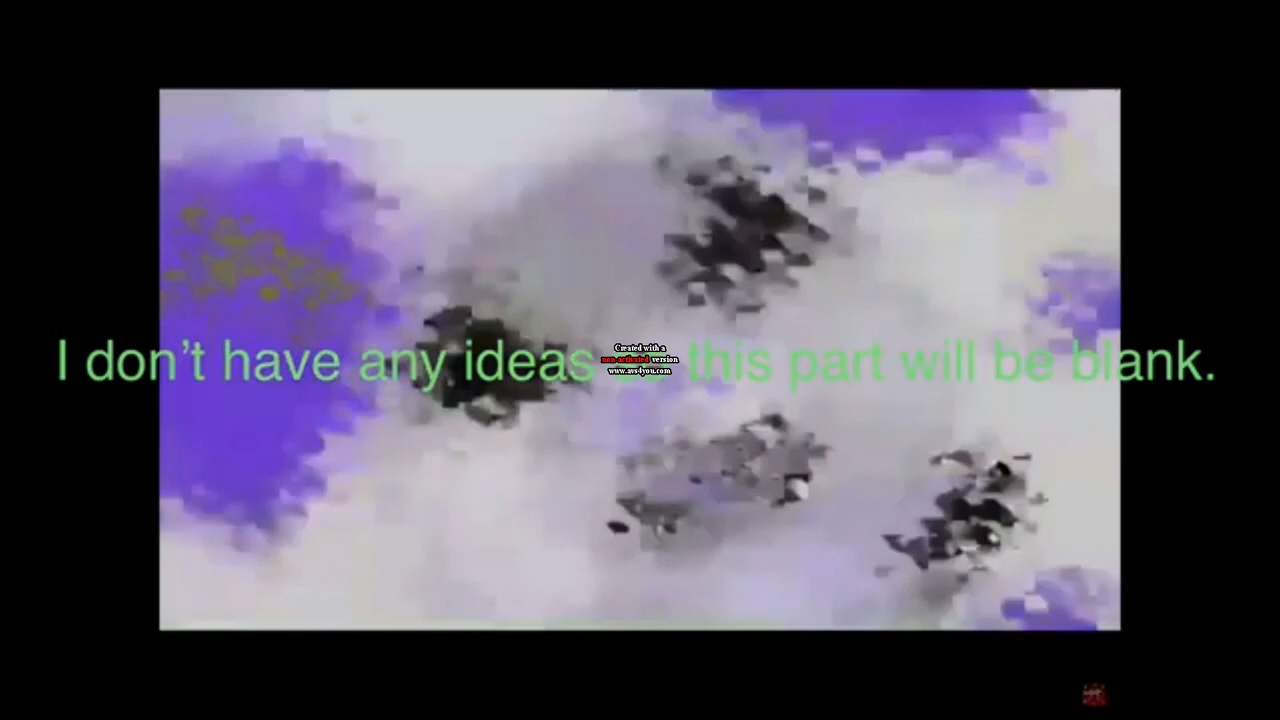 I don’t have any ideas so this part will be blank.
Created with a
non-activated version
www.avs4you.com